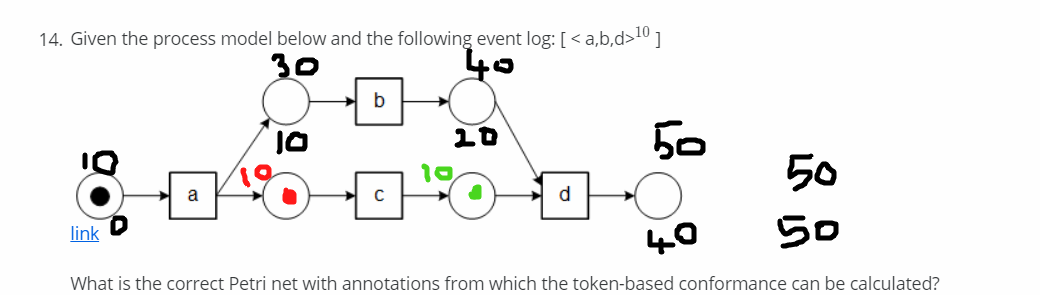 14. Given the process model below and the following event log: [ < a,b,d>10 ]
30
40
b
10
20
50
10
10
10
50
a
c
d
link
0
40
50
What is the correct Petri net with annotations from which the token-based conformance can be calculated?